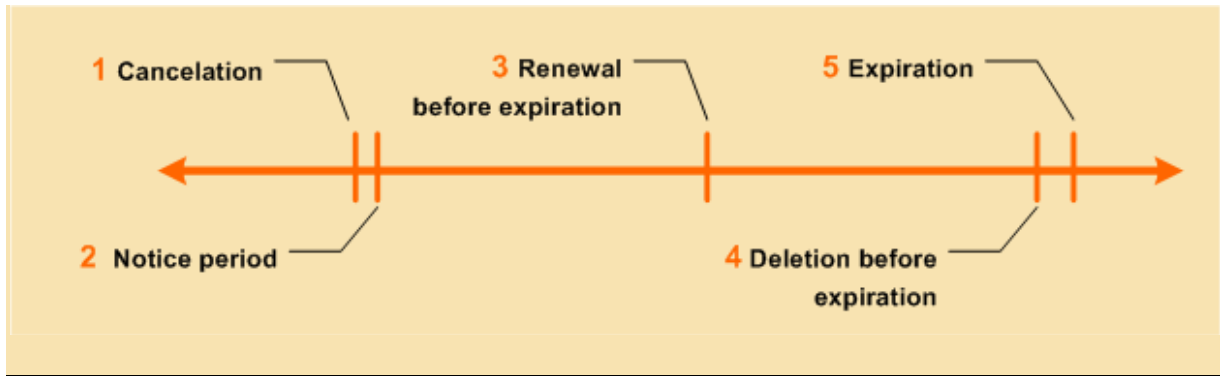 1 Cancelation
2 Notice period
3 Renewal
before expiration
4 Deletion before
expiration
5 Expiration